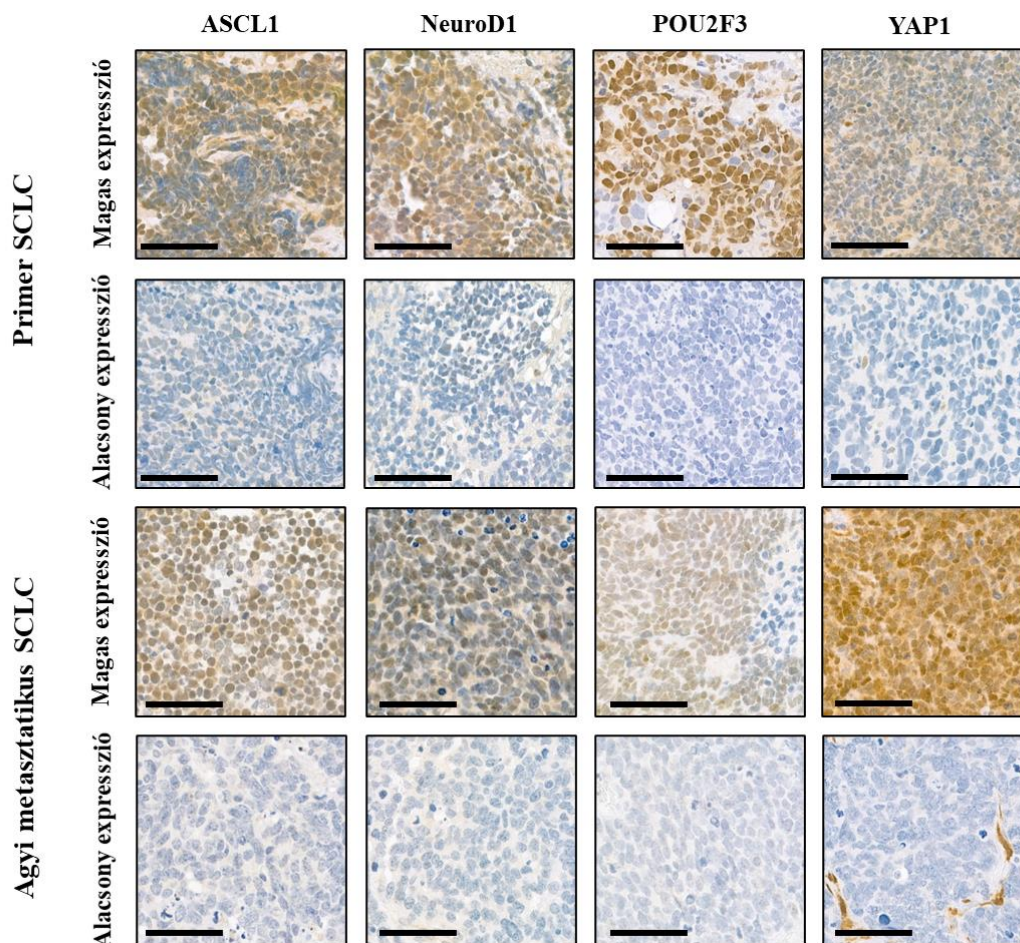 ASCL1 NeuroD1 POU2F3 YAP1
Primer SCLC
Magas expresszió
Alacsony expresszió
Agyi metasztatikus SCLC
Magas expresszió
Alacsony expresszió